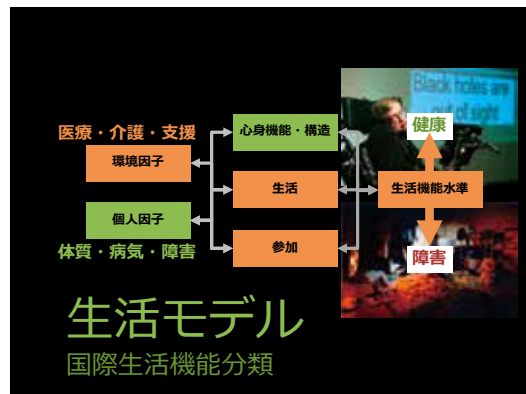 Black holes are
out of sight
健康
医療・介護・支援
心身機能・構造
環境因子
生活
生活機能水準
個人因子
体質・病気・障害
参加
障害
生活モデル
国際生活機能分類